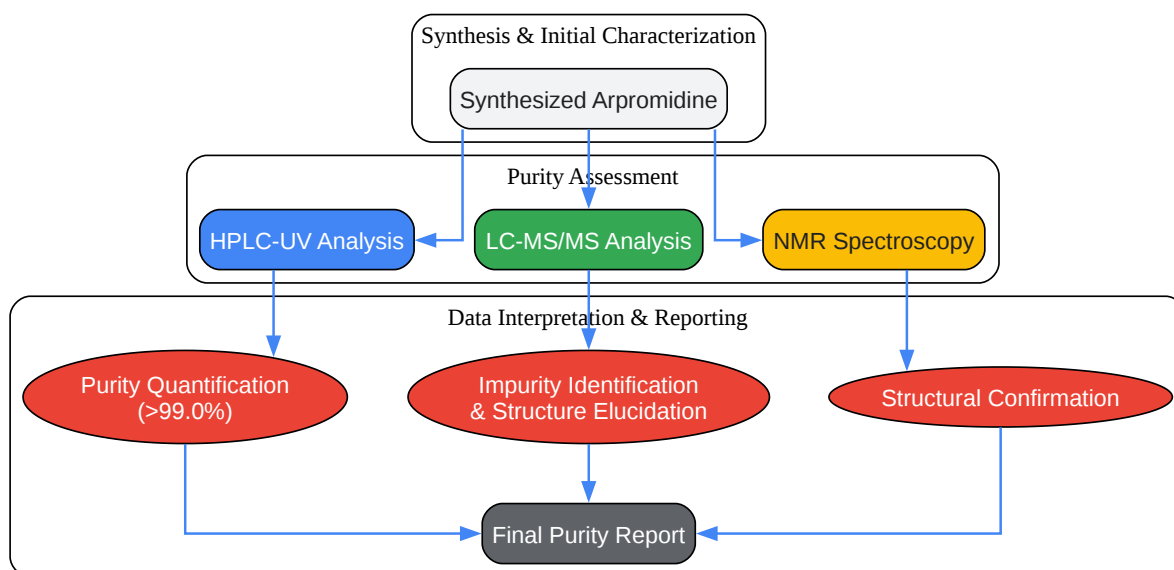 Synthesis & Initial Characterization
Synthesized Arpromidine
Purity Assessment
HPLC-UV Analysis
LC-MS/MS Analysis
NMR Spectroscopy
Data Interpretation & Reporting
Purity Quantification
(>99.0%)
Impurity Identification
& Structure Elucidation
Structural Confirmation
Final Purity Report